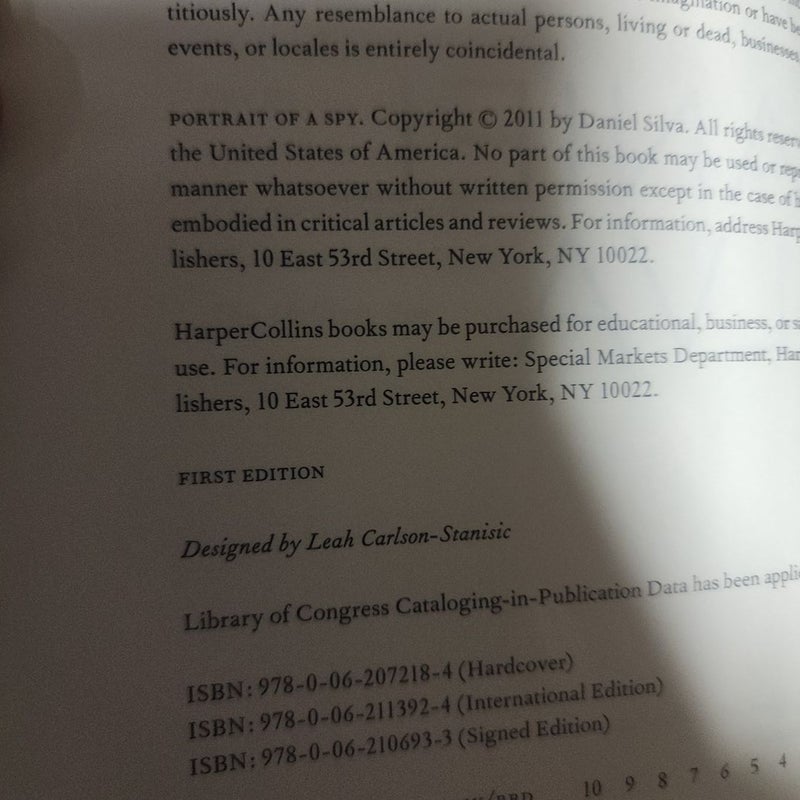 titiously. Any resemblance to actual persons, living or dead, businesses,
events, or locales is entirely coincidental.
PORTRAIT OF A SPY. Copyright © 2011 by Daniel Silva. All rights
the United States of America. No part of this book may be used or
manner whatsoever without written permission except in the case of
embodied in critical articles and reviews. For information, address
lishers, 10 East 53rd Street, New York, NY 10022.
HarperCollins books may be purchased for educational, business, or
use. For information, please write: Special Markets Department,
lishers, 10 East 53rd Street, New York, NY 10022.
FIRST EDITION
Designed by Leah Carlson-Stanisic
Library of Congress Cataloging-in-Publication Data has been
ISBN: 978-0-06-207218-4 (Hardcover)
ISBN: 978-0-06-211392-4 (International Edition)
ISBN: 978-0-06-210693-3 (Signed Edition)
10 9 8 7 6 5 4